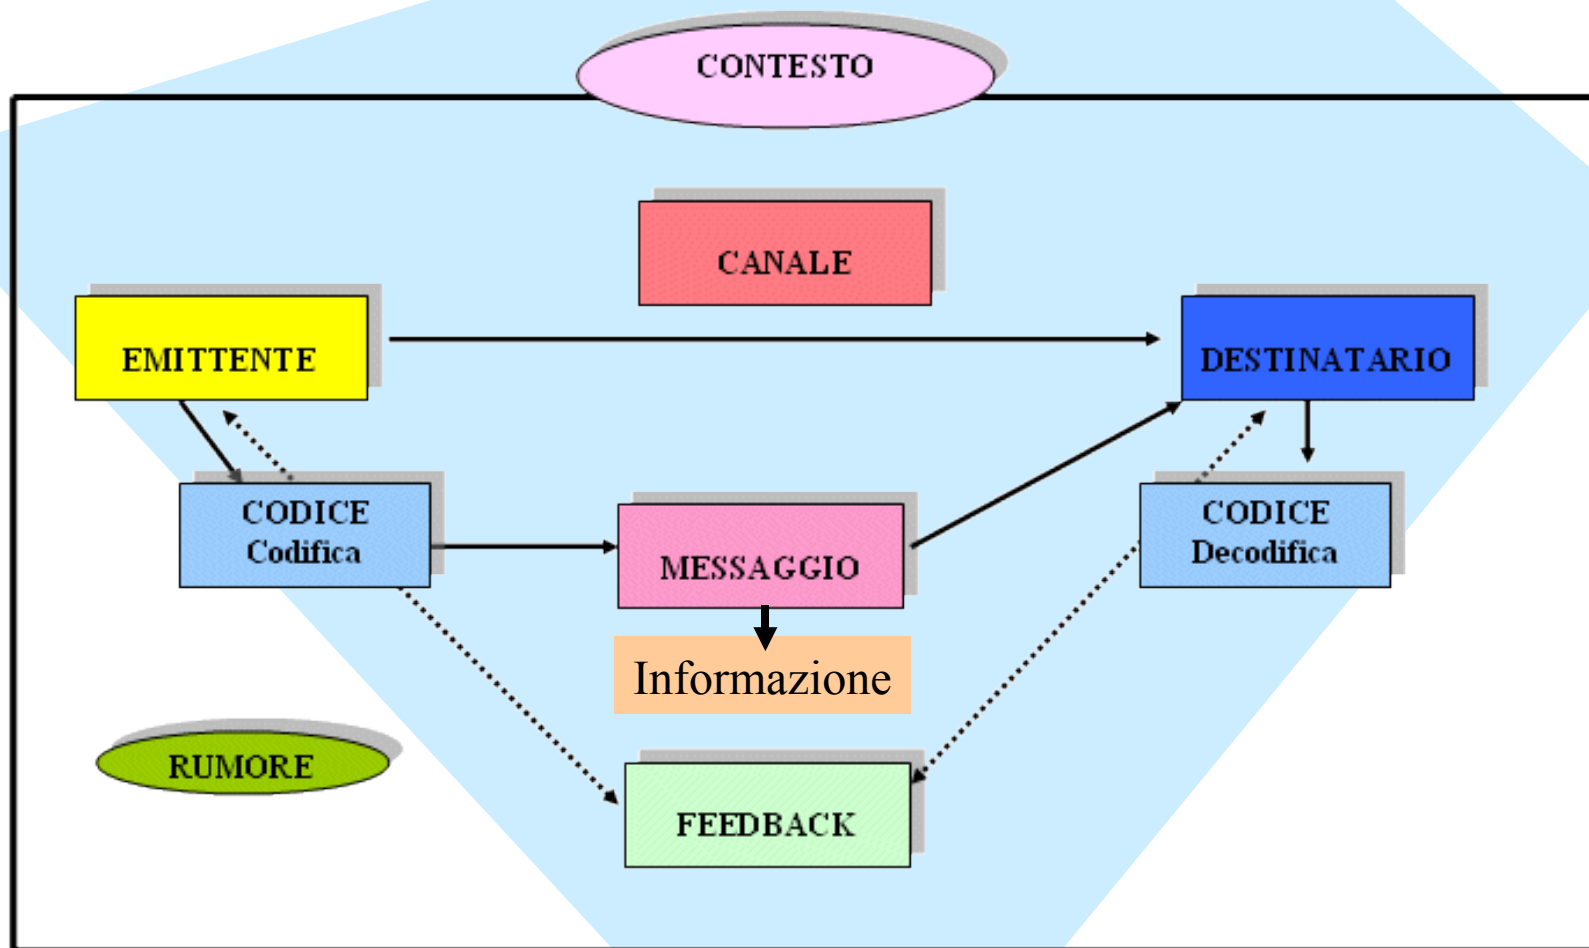 CONTESTO
CANALE
EMITTENTE
DESTINATARIO
CODICE
Codifica
MESSAGGIO
CODICE
Decodifica
Informazione
RUMORE
FEEDBACK